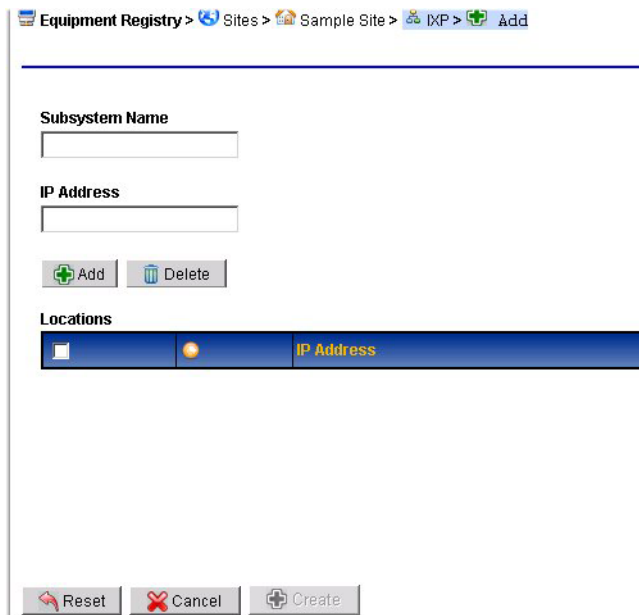 Equipment Registry > Sites > Sample Site > IXP > Add
Subsystem Name
IP Address
Add Delete
Locations
IP Address
Reset Cancel Create